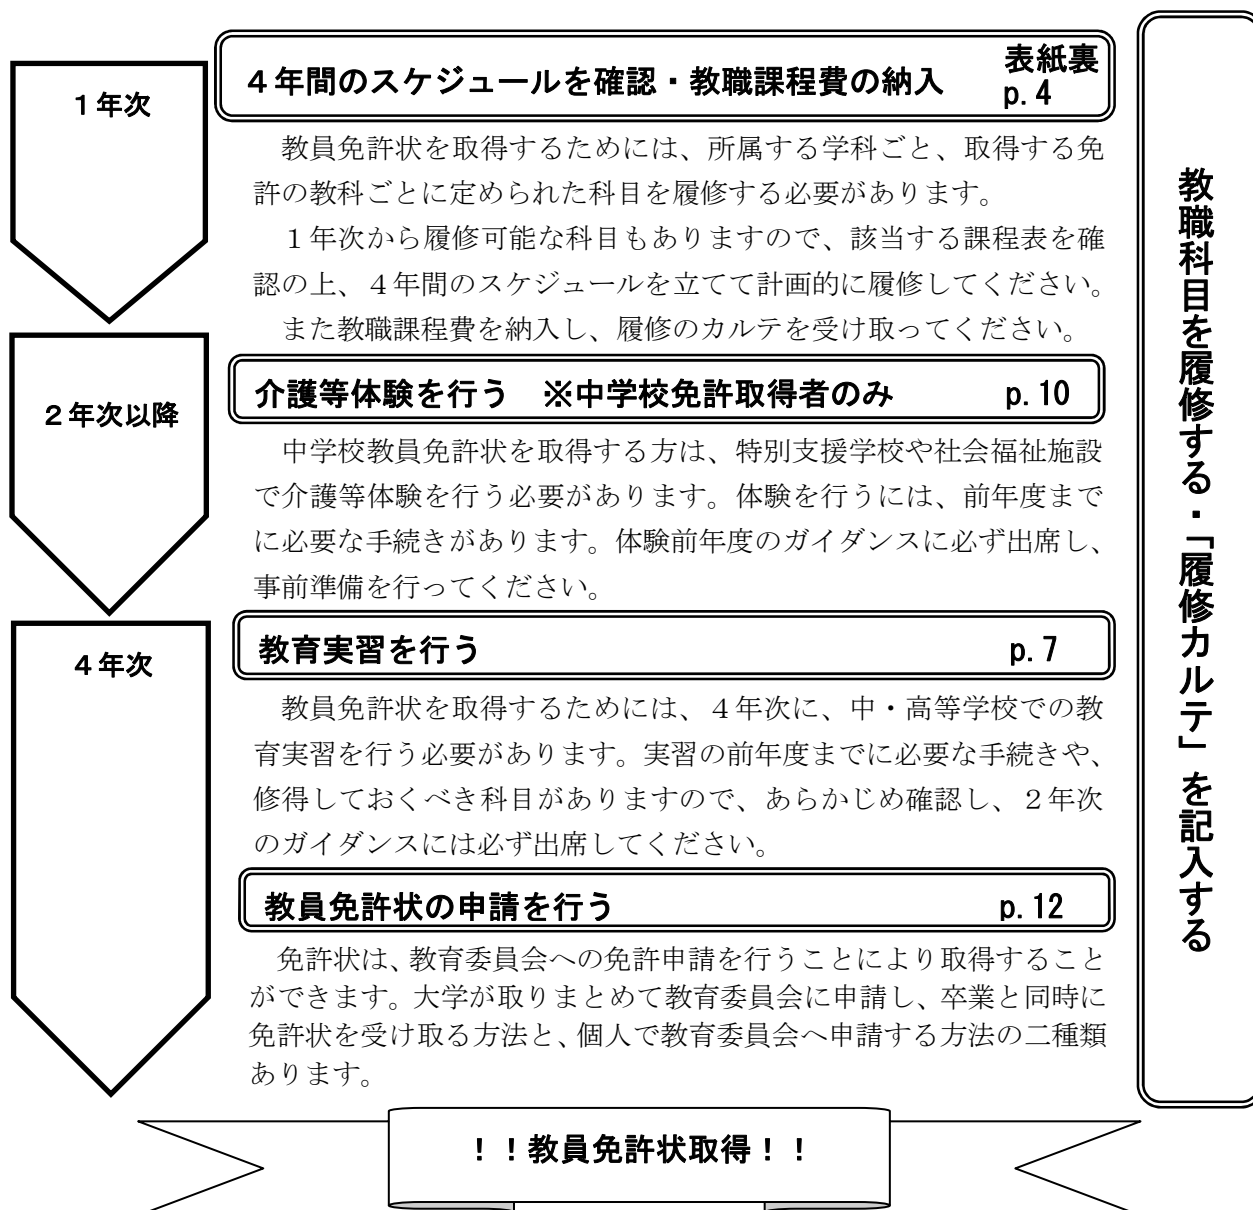 1年次
4年間のスケジュールを確認・教職課程費の納入
表紙裏
p.4
教員免許状を取得するためには、所属する学科ごと、取得する免
許の教科ごとに定められた科目を履修する必要があります。
1年次から履修可能な科目もありますので、該当する課程表を確
認の上、4年間のスケジュールを立てて計画的に履修してください。
また教職課程費を納入し、履修のカルテを受け取ってください。
2年次以降
介護等体験を行う　※中学校免許取得者のみ p.10
中学校教員免許状を取得する方は、特別支援学校や社会福祉施設
で介護等体験を行う必要があります。体験を行うには、前年度まで
に必要な手続きがあります。体験前年度のガイダンスに必ず出席し、
事前準備を行ってください。
4年次
教育実習を行う p.7
教員免許状を取得するためには、4年次に、中・高等学校での教
育実習を行う必要があります。実習の前年度までに必要な手続きや、
修得しておくべき科目がありますので、あらかじめ確認し、2年次
のガイダンスには必ず出席してください。
教員免許状の申請を行う p.12
免許状は、教育委員会への免許申請を行うことにより取得すること
ができます。大学が取りまとめて教育委員会に申請し、卒業と同時に
免許状を受け取る方法と、個人で教育委員会へ申請する方法の二種類
あります。
教職科目を履修する・「履修カルテ」を記入する
！！教員免許状取得！！